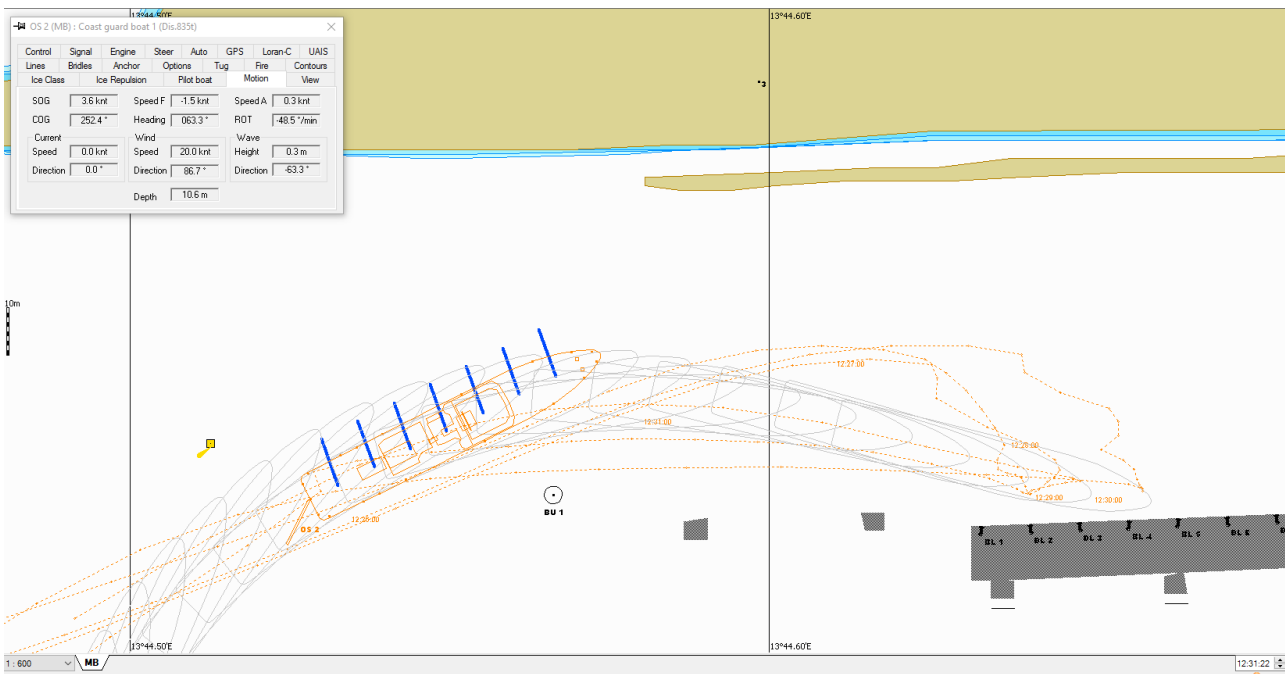 13°44.50'E
13°44.60'E
OS 2 (MB) : Coast guard boat 1 (Dis.835t)
Control Signal Engine Steer Auto GPS Loran-C UAIS
Lines Bridles Anchor Options Tug Fire Contours
Ice Class Ice Repulsion Pilot boat Motion View
SOG 3.6 knt Speed F -1.5 knt Speed A 0.3 knt
COG 252.4 ° Heading 063.3 ° ROT -48.5 °/min
Current Wind Wave
Speed 0.0 knt Speed 20.0 knt Height 0.3 m
Direction 0.0 ° Direction 86.7 ° Direction -63.3 °
Depth 10.6 m
3
10m
12:27:00
12:31:00
12:28:00
12:29:00
12:30:00
BU 1
OS 2
BL 1 BL 2 BL 3 BL 4 BL 5 BL 6
13°44.50'E
13°44.60'E
1 : 600 MB 12:31:22